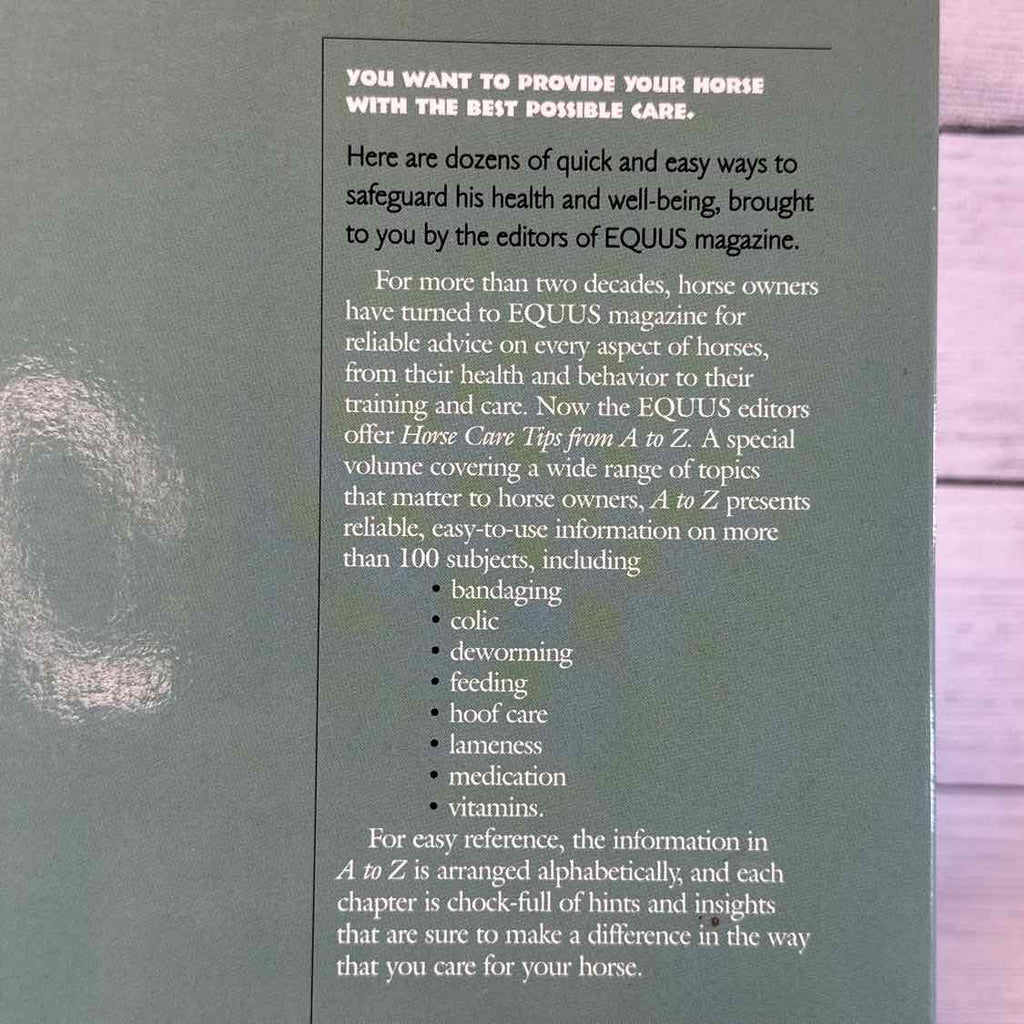 YOU WANT TO PROVIDE YOUR HORSE
WITH THE BEST POSSIBLE CARE.
Here are dozens of quick and easy ways to
safeguard his health and well-being, brought
to you by the editors of EQUUS magazine.
For more than two decades, horse owners
have turned to EQUUS magazine for
reliable advice on every aspect of horses,
from their health and behavior to their
training and care. Now the EQUUS editors
offer Horse Care Tips from A to Z. A special
volume covering a wide range of topics
that matter to horse owners, A to Z presents
reliable, easy-to-use information on more
than 100 subjects, including
• bandaging
• colic
• deworming
• feeding
• hoof care
• lameness
• medication
• vitamins.
For easy reference, the information in
A to Z is arranged alphabetically, and each
chapter is chock-full of hints and insights
that are sure to make a difference in the way
that you care for your horse.